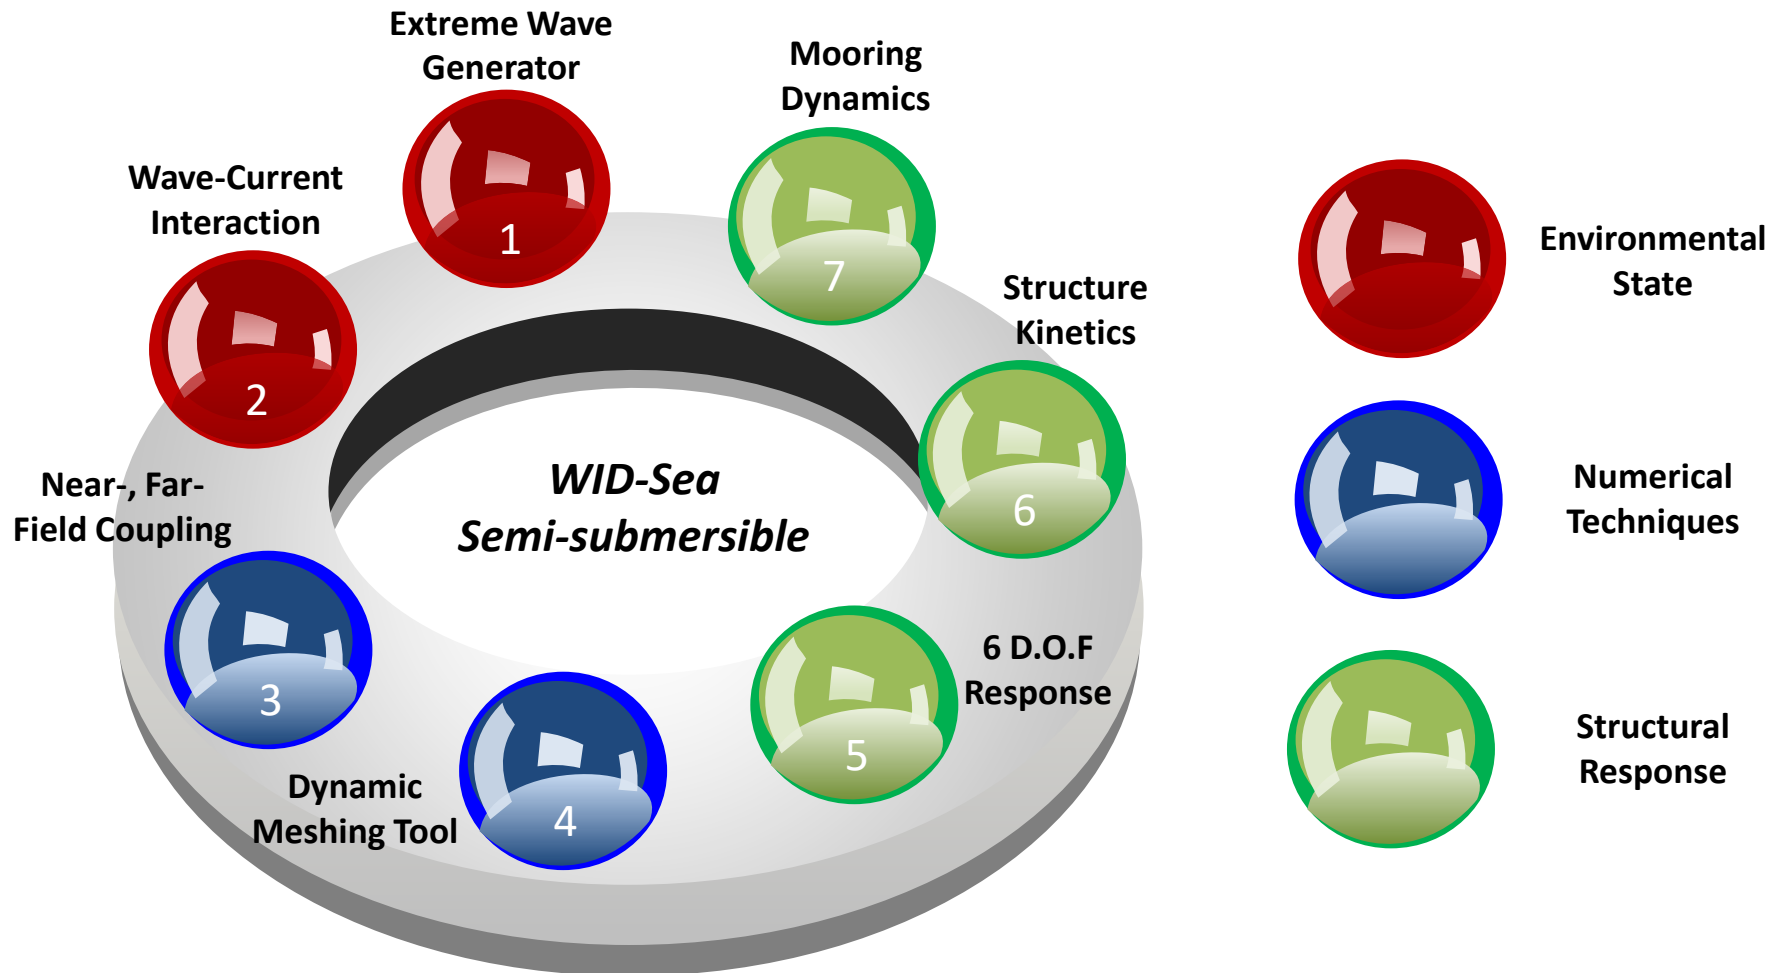 Extreme Wave
Generator
1
Wave-Current
Interaction
2
Near-, Far-
Field Coupling
3
Dynamic
Meshing Tool
4
6 D.O.F
Response
5
Structure
Kinetics
6
Mooring
Dynamics
7
WID-Sea
Semi-submersible
Environmental
State
Numerical
Techniques
Structural
Response